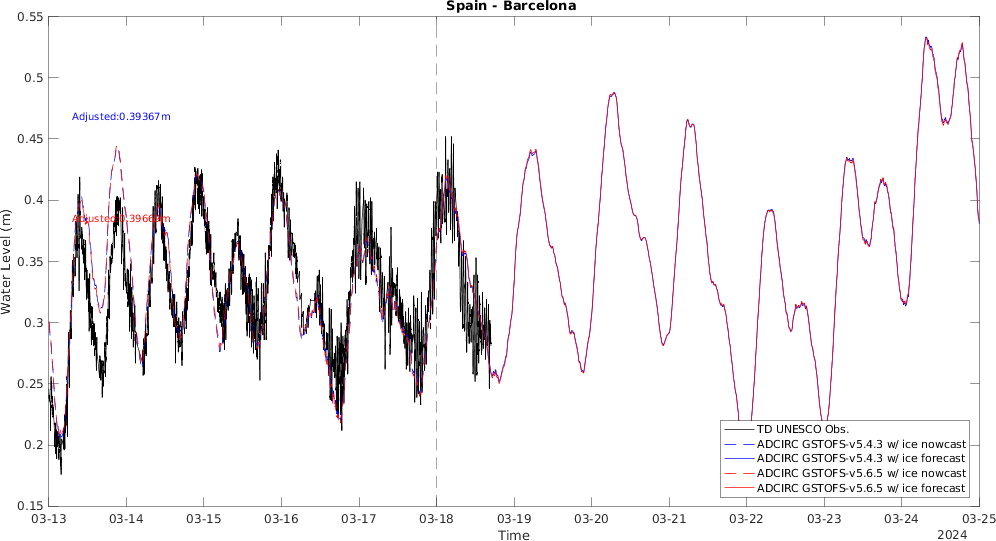 Spain - Barcelona
0.55
0.5
0.45
0.4
0.35
0.3
0.25
0.2
0.15
Water Level (m)
Adjusted:0.39367m
TD UNESCO Obs.
ADCIRC GSTOFS-v5.4.3 w/ ice nowcast
ADCIRC GSTOFS-v5.4.3 w/ ice forecast
ADCIRC GSTOFS-v5.6.5 w/ ice nowcast
ADCIRC GSTOFS-v5.6.5 w/ ice forecast
03-13 03-14 03-15 03-16 03-17 03-18 03-19 03-20 03-21 03-22 03-23 03-24 03-25
Time
2024